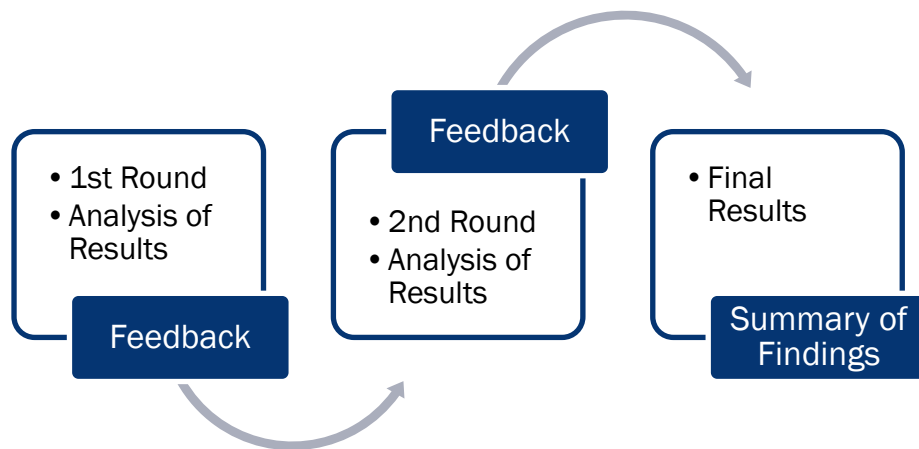 • 1st Round
• Analysis of
Results
Feedback
Feedback
• 2nd Round
• Analysis of
Results
• Final
Results
Summary of
Findings